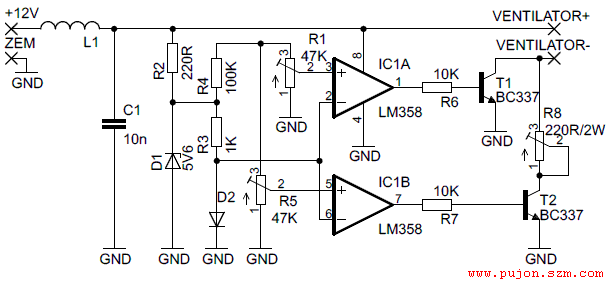 +12V
ZEM
GND
L1
C1
10n
GND
R2
220R
D1
5V6
GND
R4
100K
R3
1K
D2
GND
R1
47K
3
2
1
GND
R5
47K
3
2
1
GND
IC1A
LM358
3
2
1
8
4
GND
IC1B
LM358
5
6
7
10K
R6
10K
R7
VENTILATOR+
VENTILATOR-
T1
BC337
GND
R8
220R/2W
3
2
1
T2
BC337
GND
www.pujon.szm.com